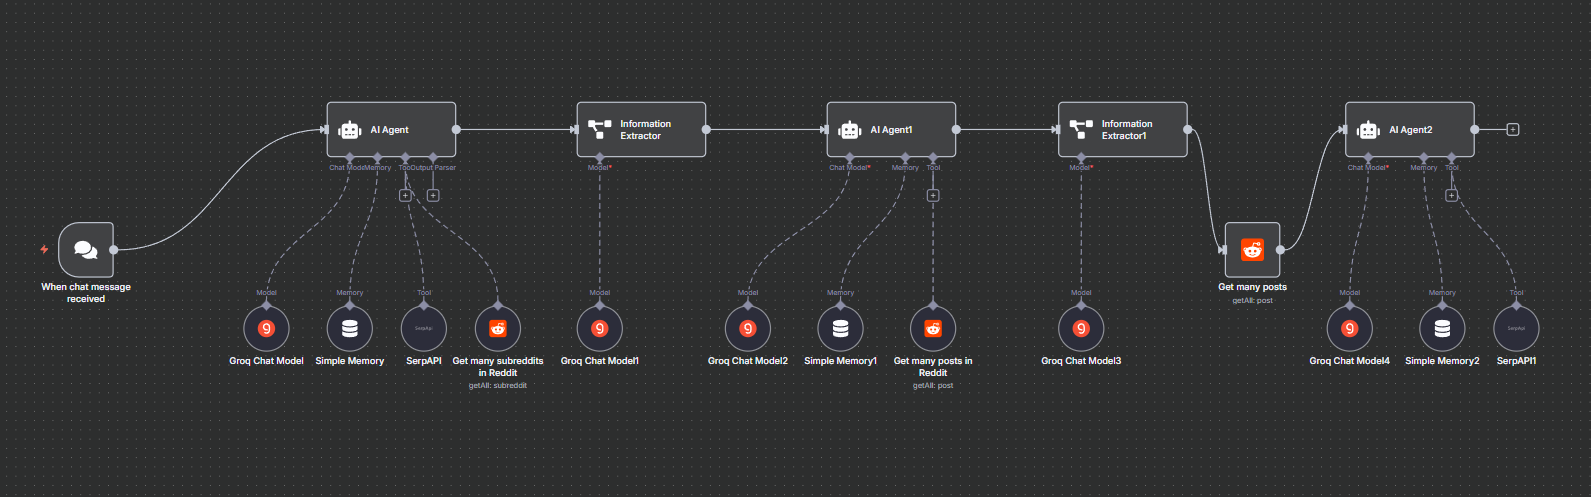 AI Agent
Information
Extractor
AI Agent1
Information
Extractor1
AI Agent2
Chat Mode
Memory
Too
Output Parser
Model*
Chat Model*
Memory
Tool
Model*
Chat Model*
Memory
Tool
When chat message
received
Get many posts
getAll: post
Model
Memory
Tool
Model
Model
Memory
Model
Model
Memory
Tool
SerpApi
SerpApi
Groq Chat Model
Simple Memory
SerpAPI
Get many subreddits
in Reddit
getAll: subreddit
Groq Chat Model1
Groq Chat Model2
Simple Memory1
Get many posts in
Reddit
getAll: post
Groq Chat Model3
Groq Chat Model4
Simple Memory2
SerpAPI1